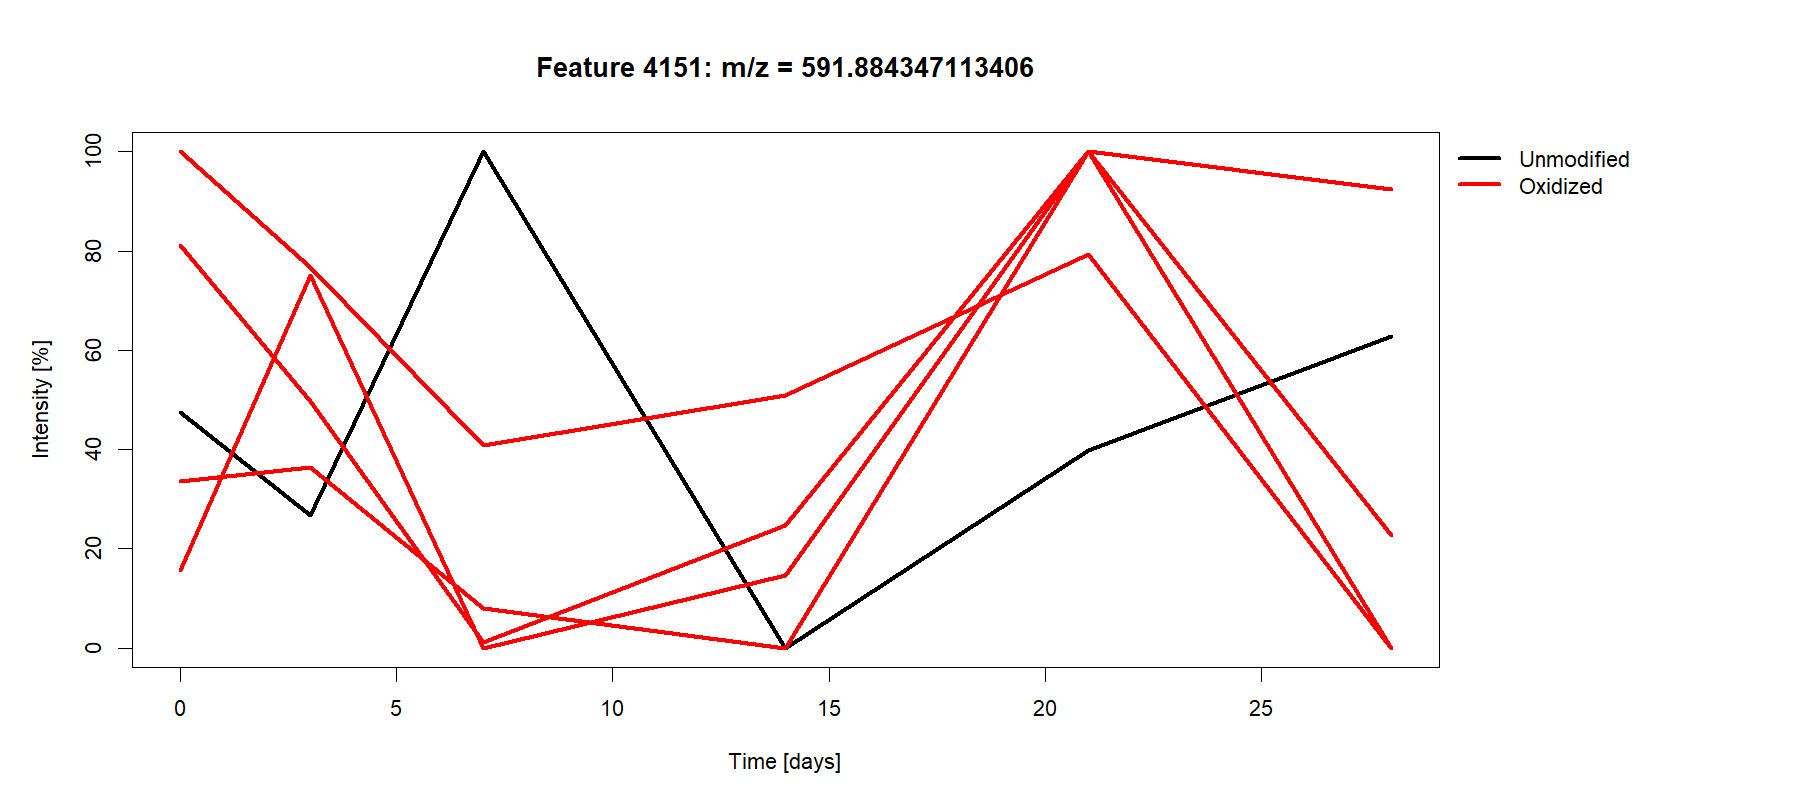 Feature 4151: m/z = 591.884347113406
Unmodified
Oxidized
Intensity [%]
100
80
60
40
20
0
0 5 10 15 20 25
Time [days]